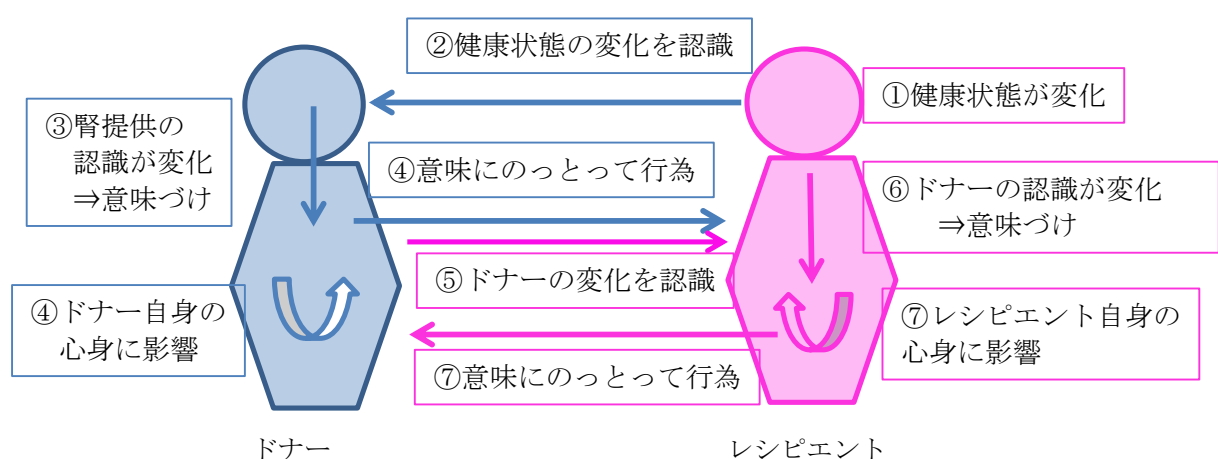 ②健康状態の変化を認識
①健康状態が変化
③腎提供の
認識が変化
⇒意味づけ
④意味にのっとって行為
⑥ドナーの認識が変化
⇒意味づけ
⑤ドナーの変化を認識
④ドナー自身の
心身に影響
⑦レシピエント自身の
心身に影響
⑦意味にのっとって行為
ドナー
レシピエント